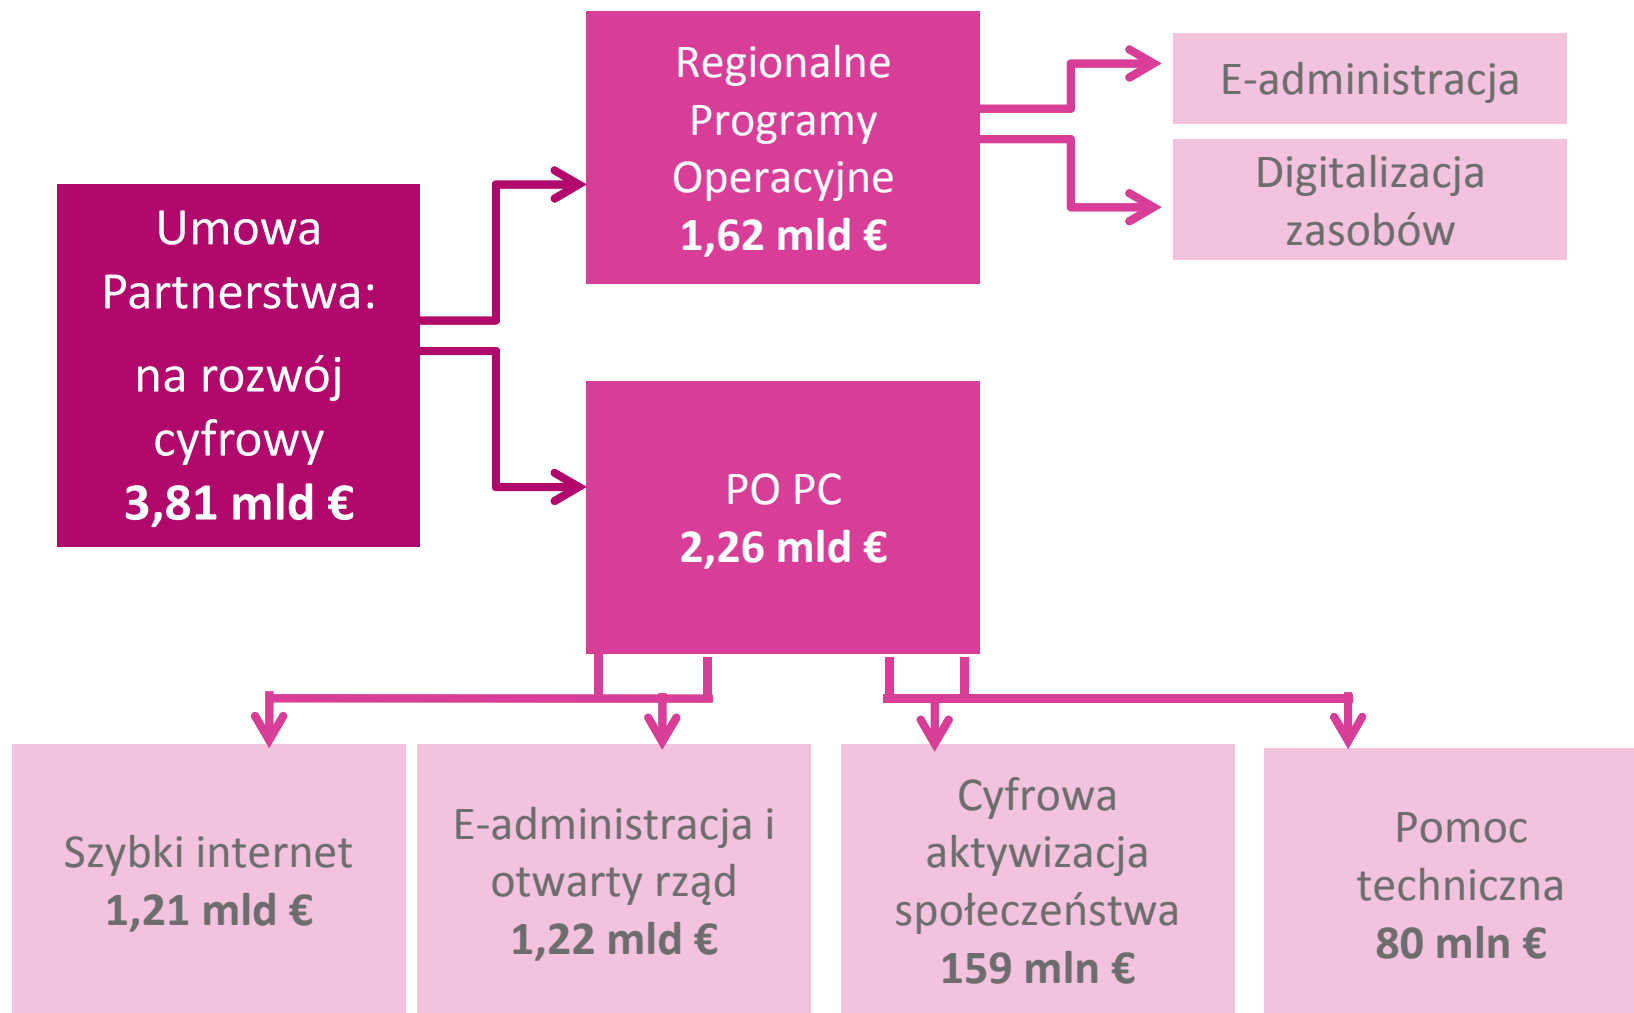 Umowa
Partnerstwa:
na rozwój
cyfrowy
3,81 mld €
Regionalne
Programy
Operacyjne
1,62 mld €
E-administracja
Digitalizacja
zasobów
PO PC
2,26 mld €
Szybki internet
1,21 mld €
E-administracja i
otwarty rząd
1,22 mld €
Cyfrowa
aktywizacja
społeczeństwa
159 mln €
Pomoc
techniczna
80 mln €